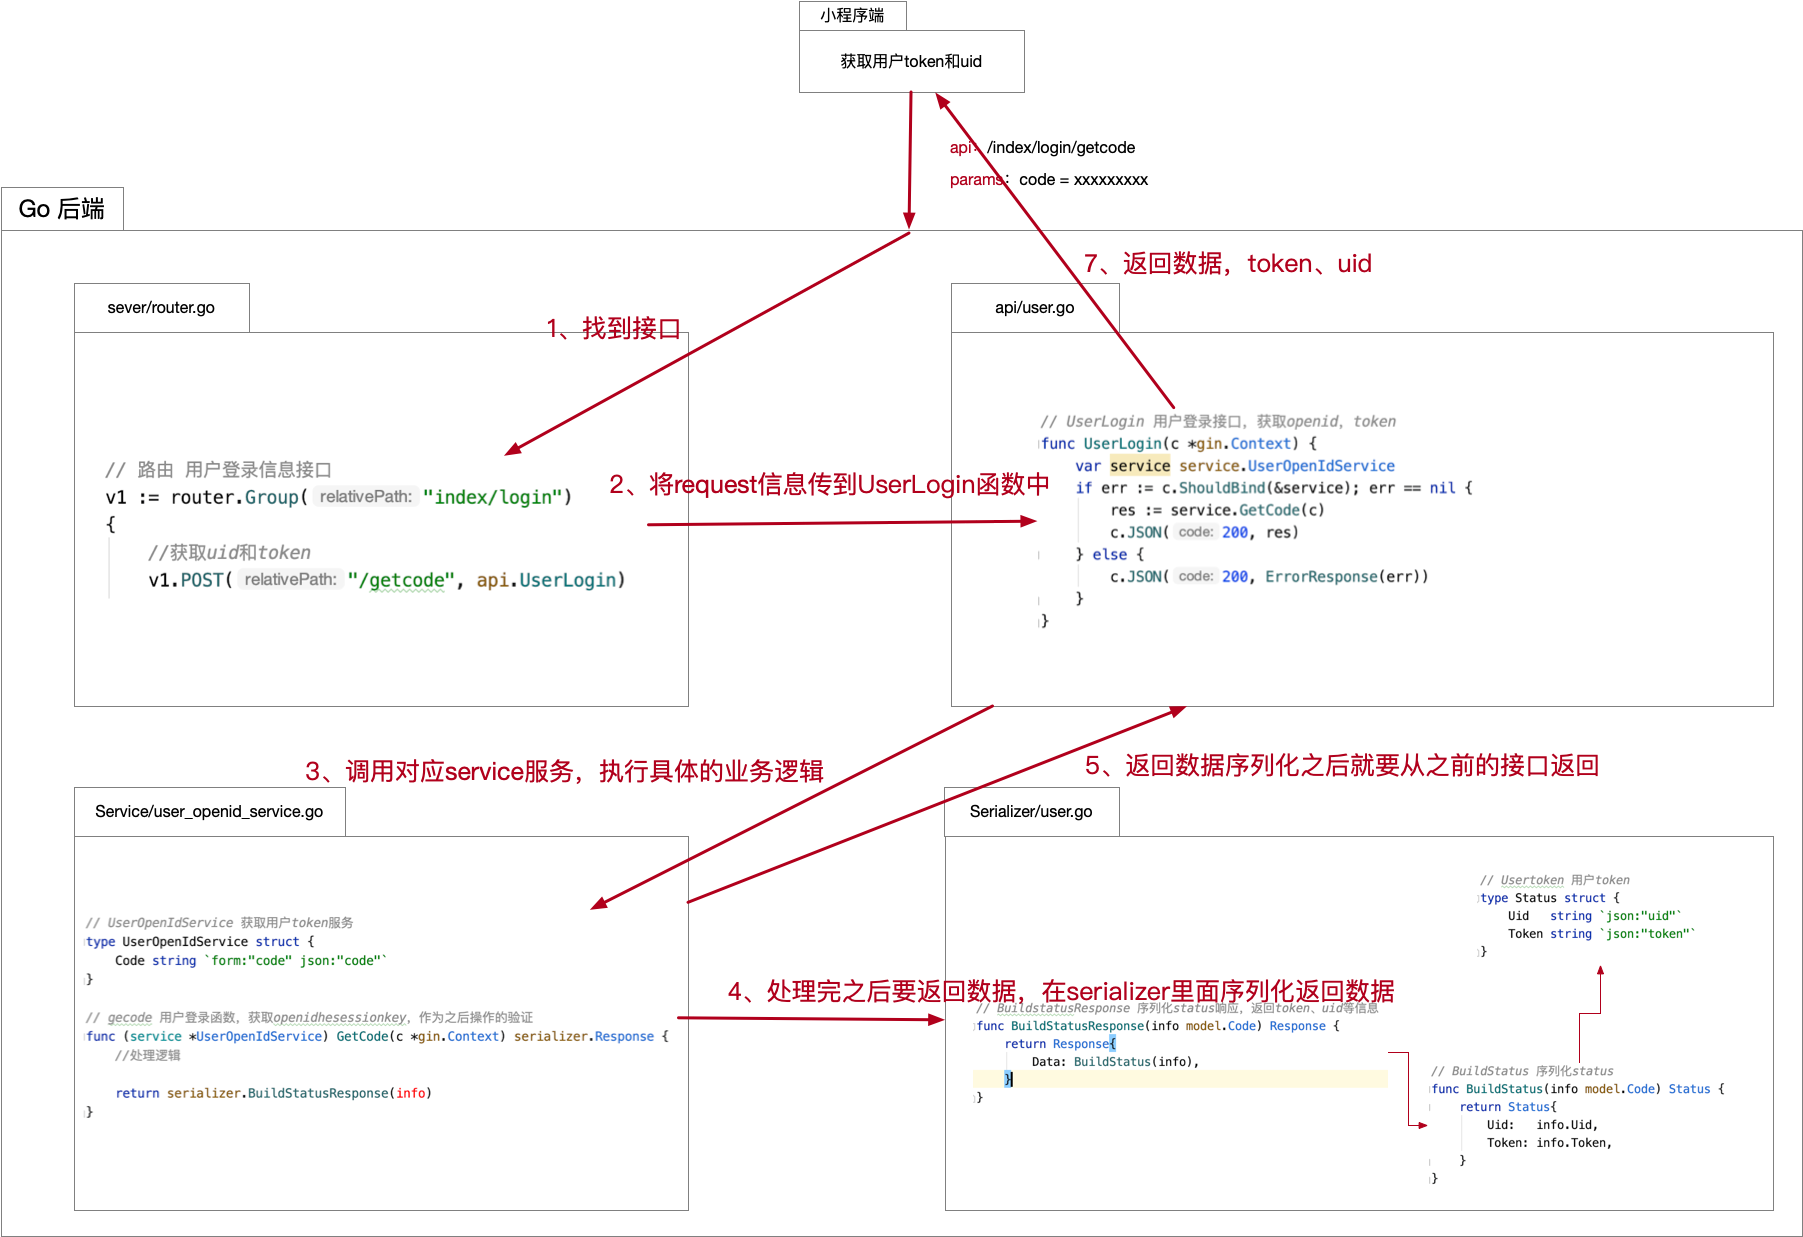 小程序端
获取用户token和uid
api：/index/login/getcode
params：code = xxxxxxxxx
Go 后端
7、返回数据，token、uid
sever/router.go
1、找到接口
// 路由 用户登录信息接口
v1 := router.Group( relativePath: "index/login")
{
//获取uid和token
v1.POST( relativePath: "/getcode", api.UserLogin)
2、将request信息传到UserLogin函数中
api/user.go
// UserLogin 用户登录接口，获取openid，token
func UserLogin(c *gin.Context) {
var service service.UserOpenIdService
if err := c.ShouldBind(&service); err == nil {
res := service.GetCode(c)
c.JSON( code: 200, res)
} else {
c.JSON( code: 200, ErrorResponse(err))
}
}
3、调用对应service服务，执行具体的业务逻辑
5、返回数据序列化之后就要从之前的接口返回
Service/user_openid_service.go
// UserOpenIdService 获取用户token服务
type UserOpenIdService struct {
Code string `form:"code" json:"code"`
}
// gecode 用户登录函数，获取openidhesessionkey，作为之后操作的验证
func (service *UserOpenIdService) GetCode(c *gin.Context) serializer.Response {
//处理逻辑
return serializer.BuildStatusResponse(info)
}
4、处理完之后要返回数据，在serializer里面序列化返回数据
Serializer/user.go
// BuildstatusResponse 序列化status响应，返回token、uid等信息
func BuildStatusResponse(info model.Code) Response {
return Response{
Data: BuildStatus(info),
}
}
// Usertoken 用户token
type Status struct {
Uid string `json:"uid"`
Token string `json:"token"`
}
// BuildStatus 序列化status
func BuildStatus(info model.Code) Status {
return Status{
Uid: info.Uid,
Token: info.Token,
}
}